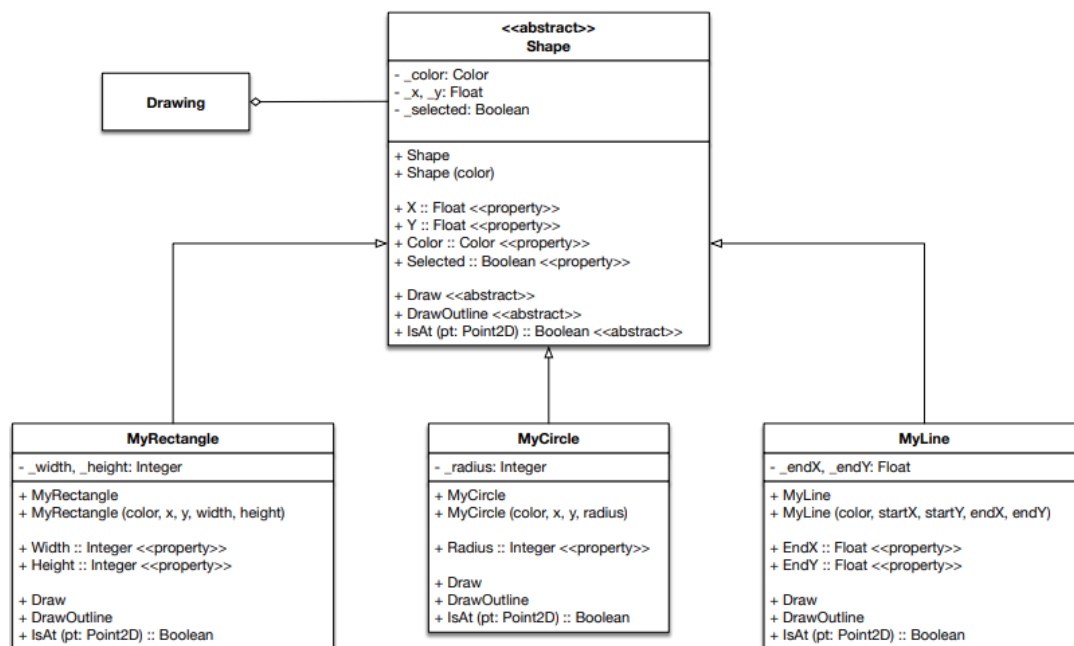 <<abstract>>
Shape
- _color: Color
- _x, _y: Float
- _selected: Boolean
+ Shape
+ Shape (color)
+ X :: Float <<property>>
+ Y :: Float <<property>>
+ Color :: Color <<property>>
+ Selected :: Boolean <<property>>
+ Draw <<abstract>>
+ DrawOutline <<abstract>>
+ IsAt (pt: Point2D) :: Boolean <<abstract>>
Drawing
MyRectangle
- _width, _height: Integer
+ MyRectangle
+ MyRectangle (color, x, y, width, height)
+ Width :: Integer <<property>>
+ Height :: Integer <<property>>
+ Draw
+ DrawOutline
+ IsAt (pt: Point2D) :: Boolean
MyCircle
- _radius: Integer
+ MyCircle
+ MyCircle (color, x, y, radius)
+ Radius :: Integer <<property>>
+ Draw
+ DrawOutline
+ IsAt (pt: Point2D) :: Boolean
MyLine
- _endX, _endY: Float
+ MyLine
+ MyLine (color, startX, startY, endX, endY)
+ EndX :: Float <<property>>
+ EndY :: Float <<property>>
+ Draw
+ DrawOutline
+ IsAt (pt: Point2D) :: Boolean